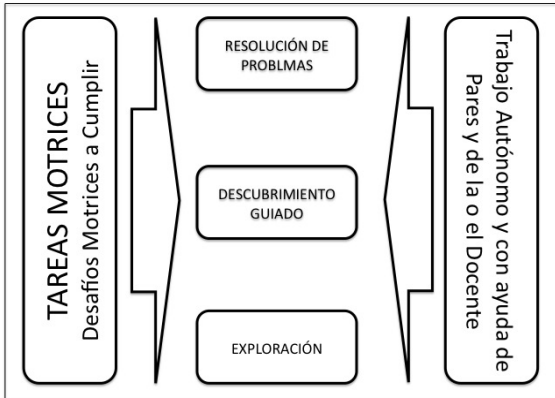 TAREAS MOTRICES
Desafíos Motrices a Cumplir
RESOLUCIÓN DE
PROBLMAS
DESCUBRIMIENTO
GUIADO
EXPLORACIÓN
Trabajo Autónomo y con ayuda de
Pares y de la o el Docente